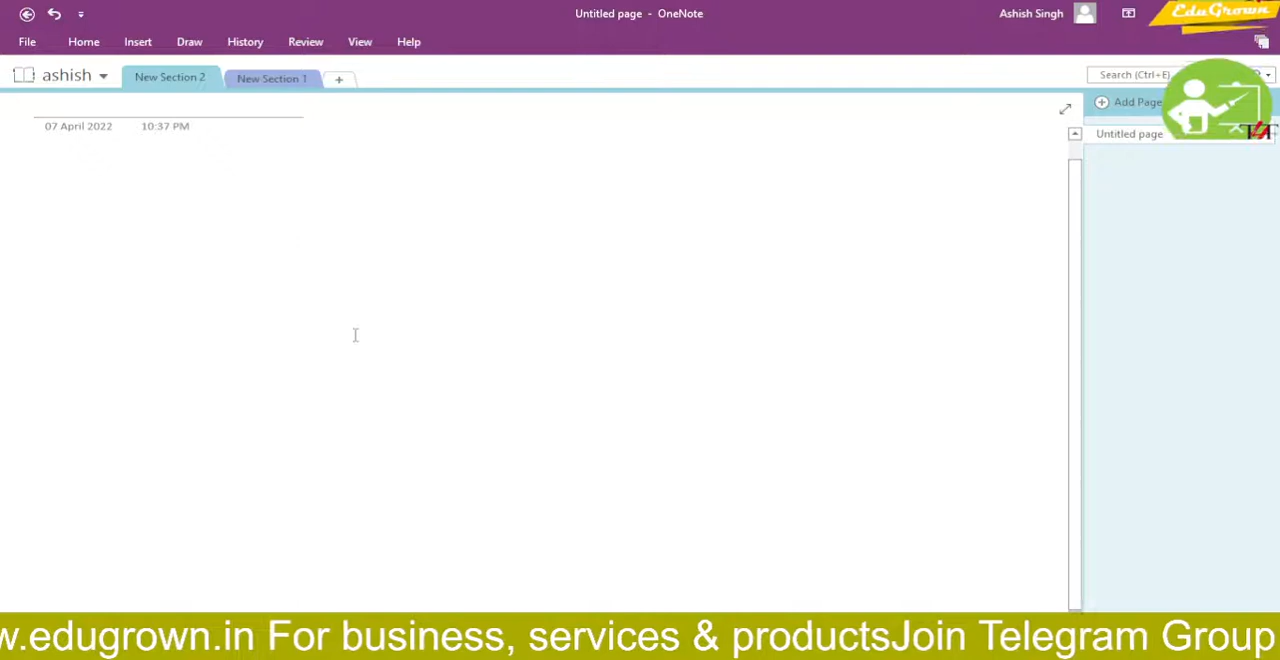 Untitled page - OneNote
Ashish Singh
EduGrown
File Home Insert Draw History Review View Help
ashish New Section 2 New Section 1 +
Search (Ctrl+E)
Add Page
Untitled page
07 April 2022 10:37 PM
w.edugrown.in For business, services & productsJoin Telegram Group